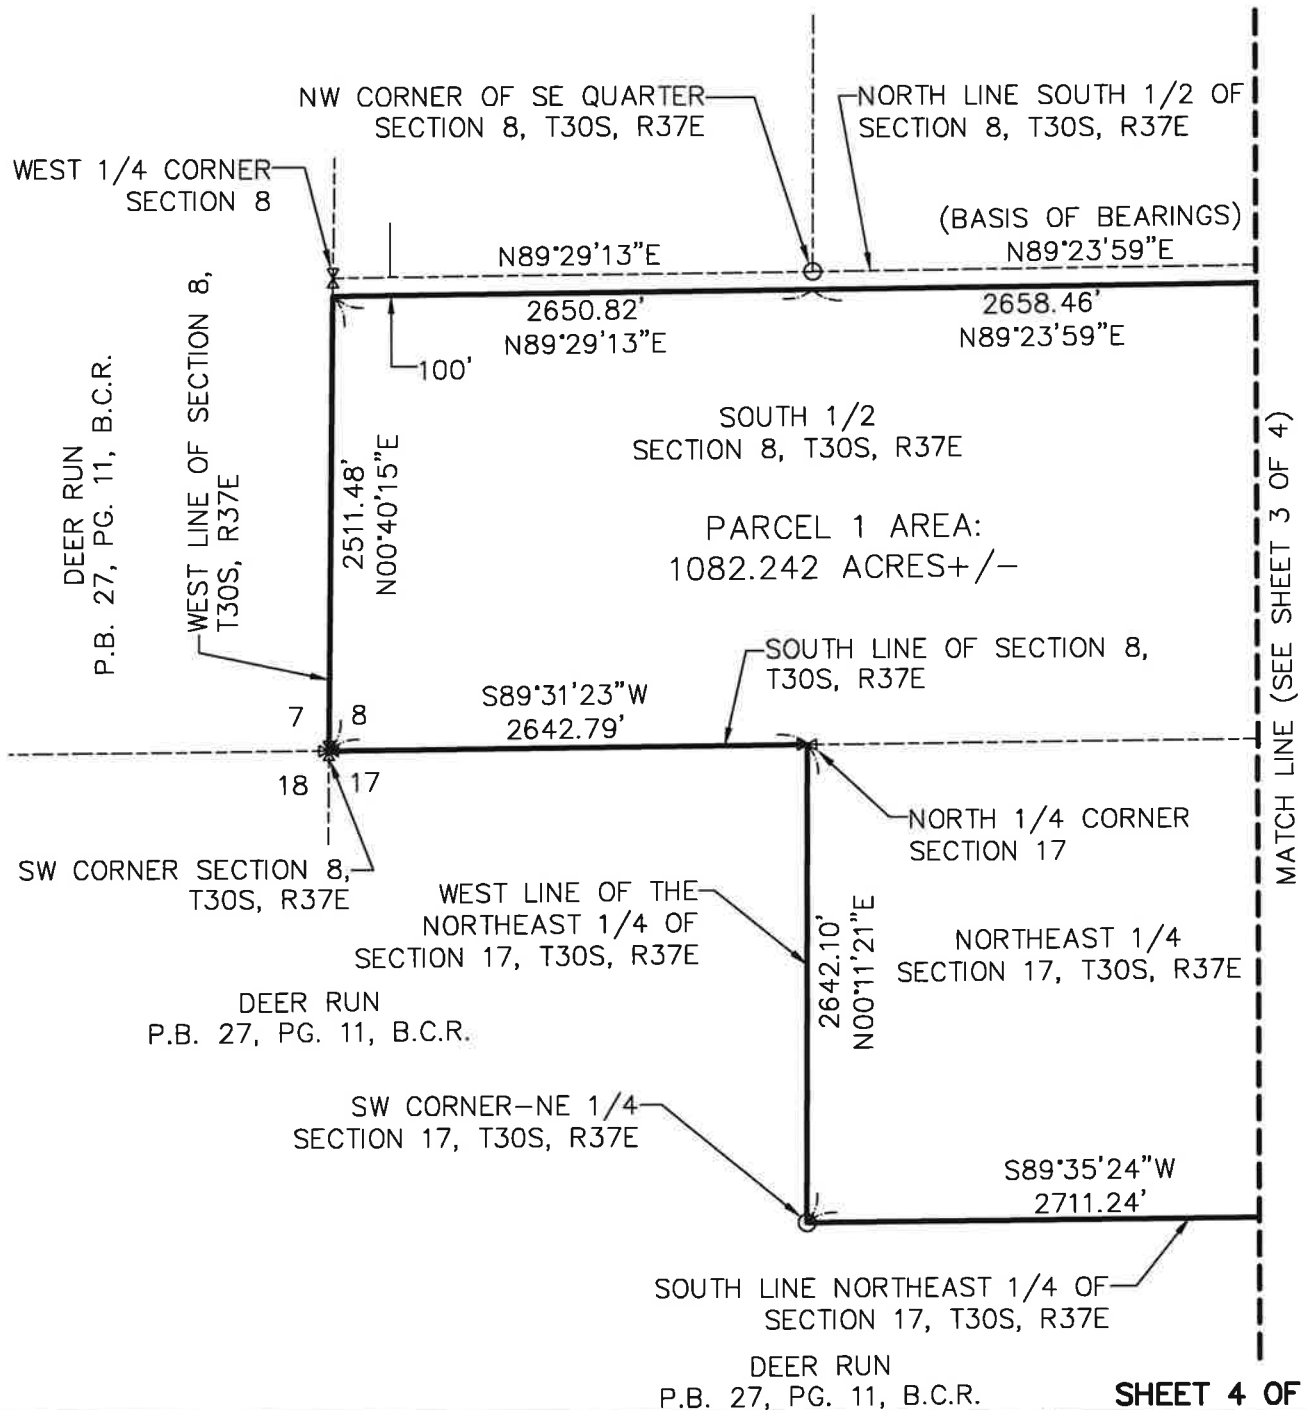 NW CORNER OF SE QUARTER
SECTION 8, T30S, R37E
NORTH LINE SOUTH 1/2 OF
SECTION 8, T30S, R37E
WEST 1/4 CORNER
SECTION 8
(BASIS OF BEARINGS)
N89°23'59"E
N89°29'13"E
2650.82'
N89°29'13"E
2658.46'
N89°23'59"E
100'
DEER RUN
P.B. 27, PG. 11, B.C.R.
WEST LINE OF SECTION 8,
T30S, R37E
2511.48'
N00°40'15"E
SOUTH 1/2
SECTION 8, T30S, R37E
PARCEL 1 AREA:
1082.242 ACRES+/-
MATCH LINE (SEE SHEET 3 OF 4)
SOUTH LINE OF SECTION 8,
T30S, R37E
S89°31'23"W
2642.79'
7
8
18
17
SW CORNER SECTION 8,
T30S, R37E
NORTH 1/4 CORNER
SECTION 17
WEST LINE OF THE
NORTHEAST 1/4 OF
SECTION 17, T30S, R37E
2642.10'
N00°11'21"E
NORTHEAST 1/4
SECTION 17, T30S, R37E
DEER RUN
P.B. 27, PG. 11, B.C.R.
SW CORNER-NE 1/4
SECTION 17, T30S, R37E
S89°35'24"W
2711.24'
SOUTH LINE NORTHEAST 1/4 OF
SECTION 17, T30S, R37E
DEER RUN
P.B. 27, PG. 11, B.C.R.
SHEET 4 OF